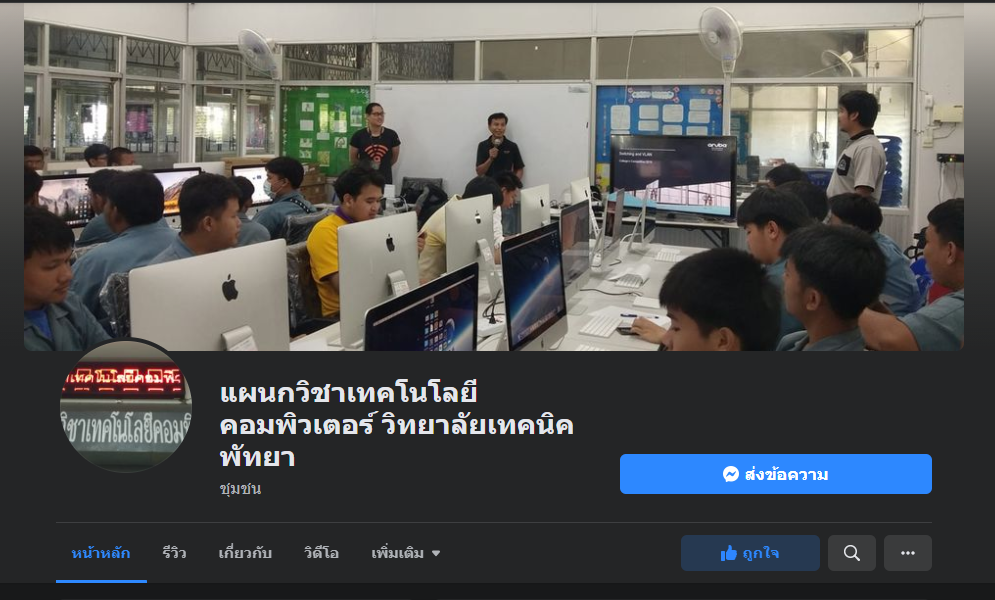 aruba
Switching and VLAN
เทคโนโลยีคอมพิว
วิชาเทคโนโลยีคอมพิ
แผนกวิชาเทคโนโลยี
คอมพิวเตอร์ วิทยาลัยเทคนิค
พัทยา
ชุมชน
ส่งข้อความ
หน้าหลัก รีวิว เกี่ยวกับ วิดีโอ เพิ่มเติม ถูกใจ